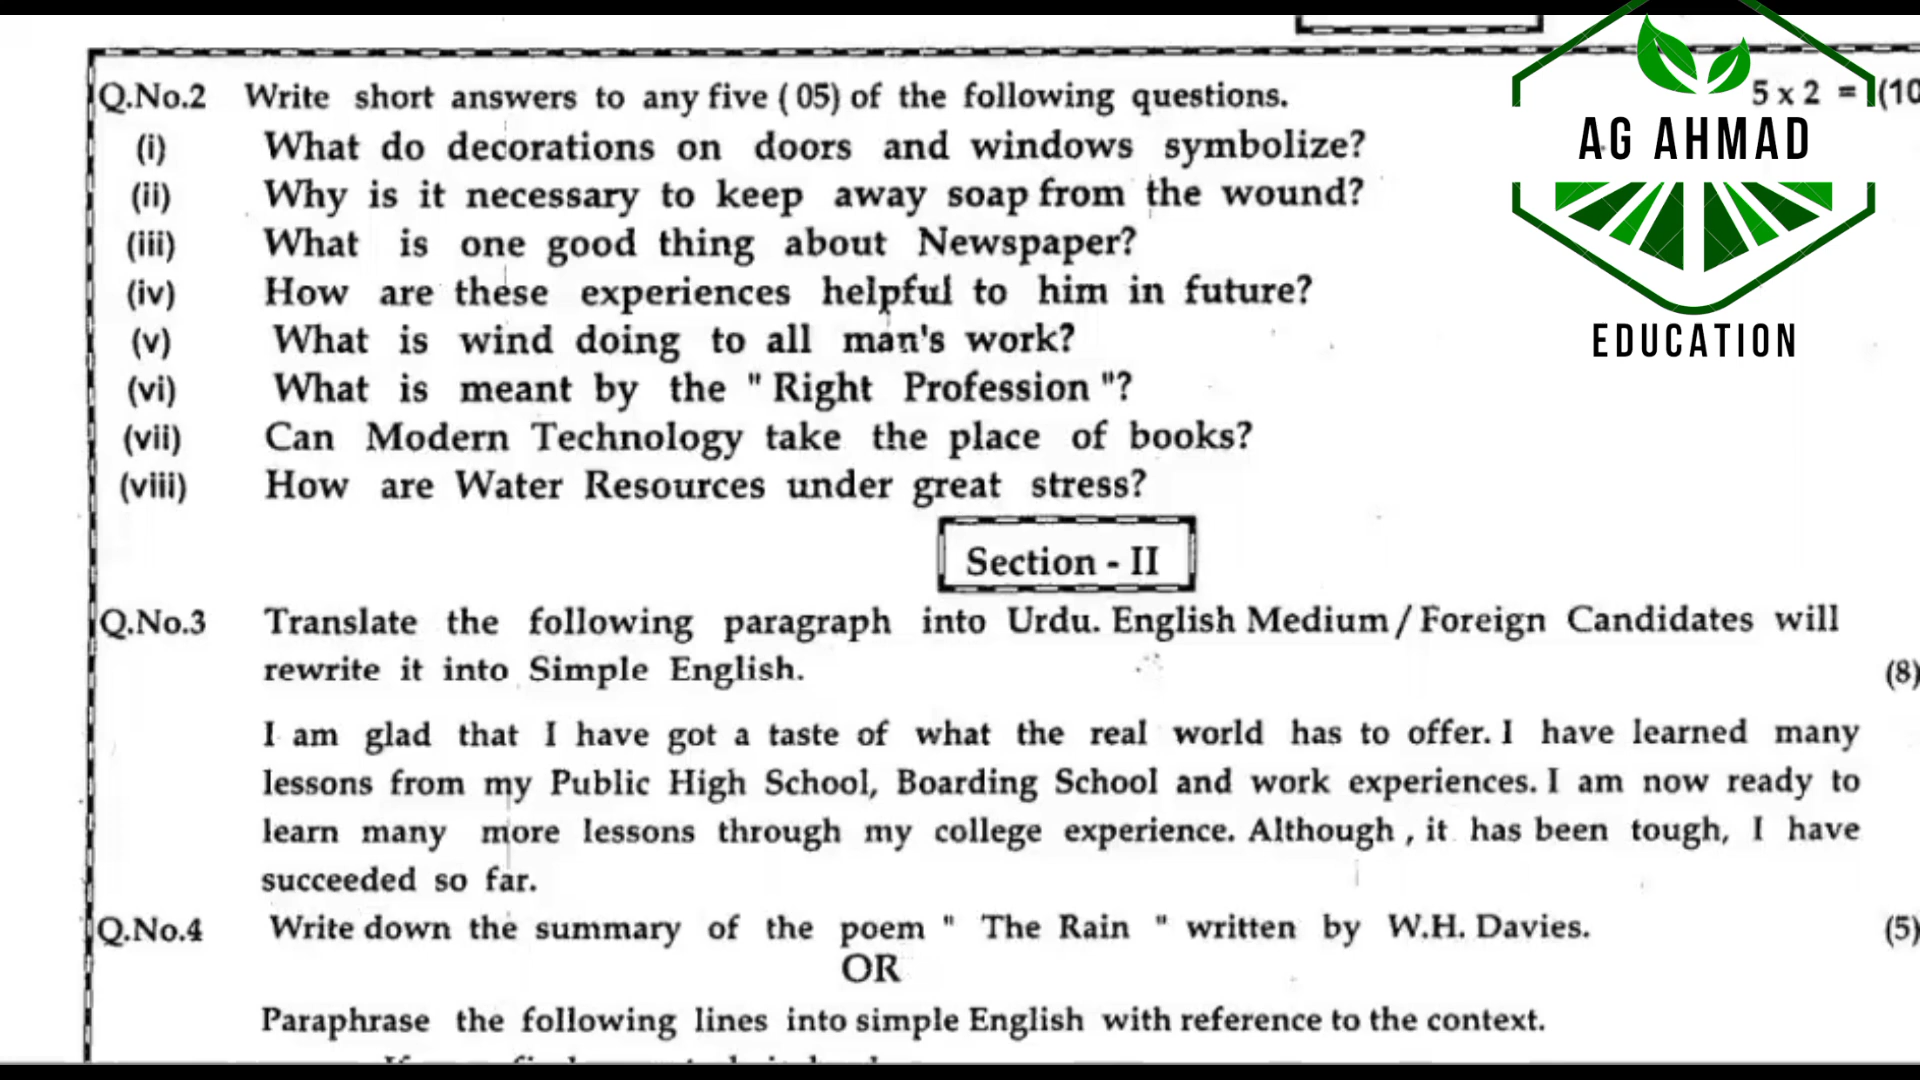 Q.No.2 Write short answers to any five ( 05) of the following questions. 5 x 2 = (10
(i) What do decorations on doors and windows symbolize?
(ii) Why is it necessary to keep away soap from the wound?
(iii) What is one good thing about Newspaper?
(iv) How are these experiences helpful to him in future?
(v) What is wind doing to all man's work?
(vi) What is meant by the " Right Profession "?
(vii) Can Modern Technology take the place of books?
(viii) How are Water Resources under great stress?
AG AHMAD
EDUCATION
Section - II
Q.No.3 Translate the following paragraph into Urdu. English Medium / Foreign Candidates will
rewrite it into Simple English. (8)
I am glad that I have got a taste of what the real world has to offer. I have learned many
lessons from my Public High School, Boarding School and work experiences. I am now ready to
learn many more lessons through my college experience. Although , it has been tough, I have
succeeded so far.
Q.No.4 Write down the summary of the poem " The Rain " written by W.H. Davies. (5)
OR
Paraphrase the following lines into simple English with reference to the context.